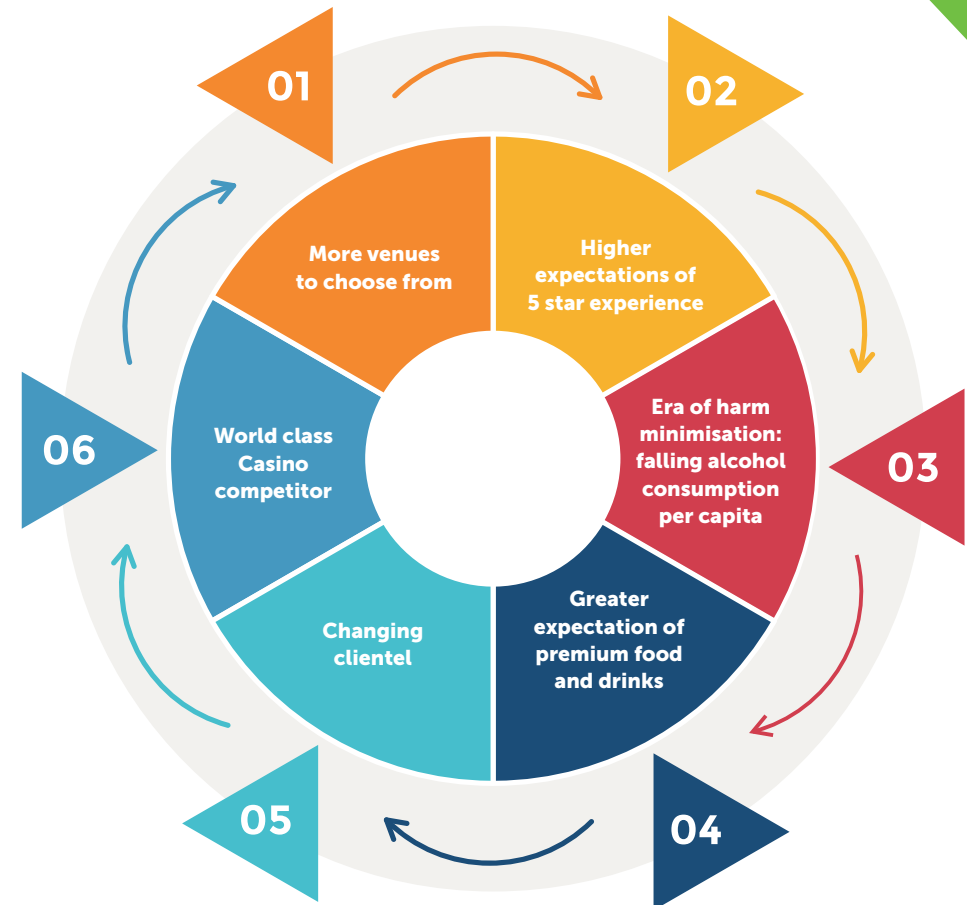 01
More venues
to choose from
02
Higher
expectations of
5 star experience
03
Era of harm
minimisation:
falling alcohol
consumption
per capita
04
Greater
expectation of
premium food
and drinks
05
Changing
clientel
06
World class
Casino
competitor